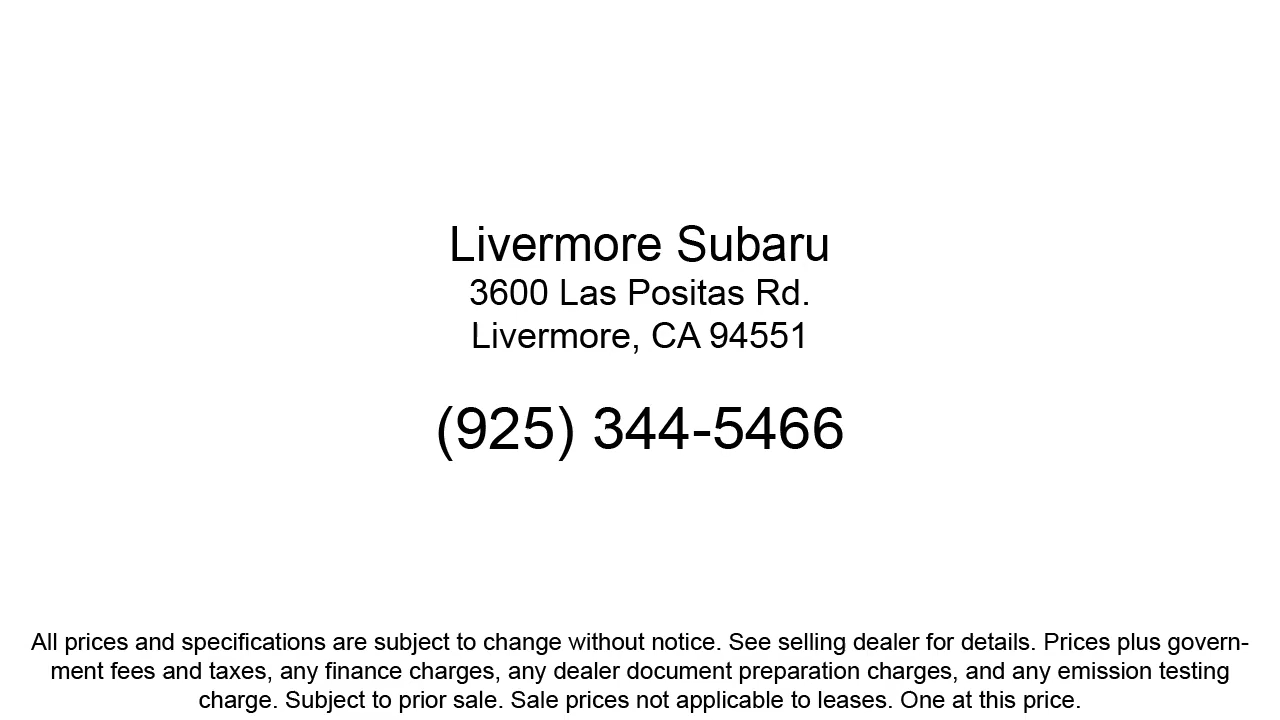 Livermore Subaru
3600 Las Positas Rd.
Livermore, CA 94551
(925) 344-5466
All prices and specifications are subject to change without notice. See selling dealer for details. Prices plus govern-
ment fees and taxes, any finance charges, any dealer document preparation charges, and any emission testing
charge. Subject to prior sale. Sale prices not applicable to leases. One at this price.